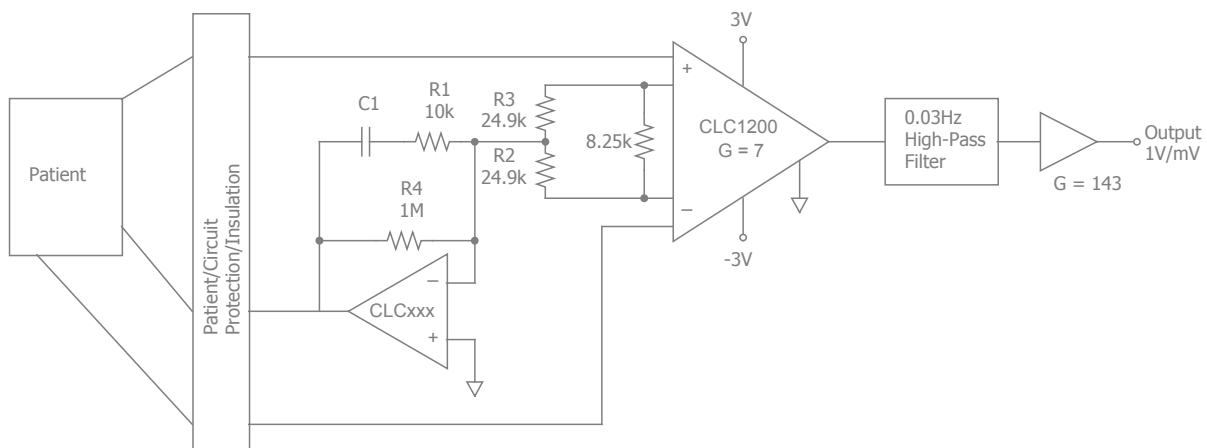 Patient
Patient/Circuit
Protection/Insulation
C1
R1
10k
R4
1M
CLCxxx
−
+
R3
24.9k
R2
24.9k
8.25k
3V
+
CLC1200
G = 7
−
-3V
0.03Hz
High-Pass
Filter
G = 143
Output
1V/mV